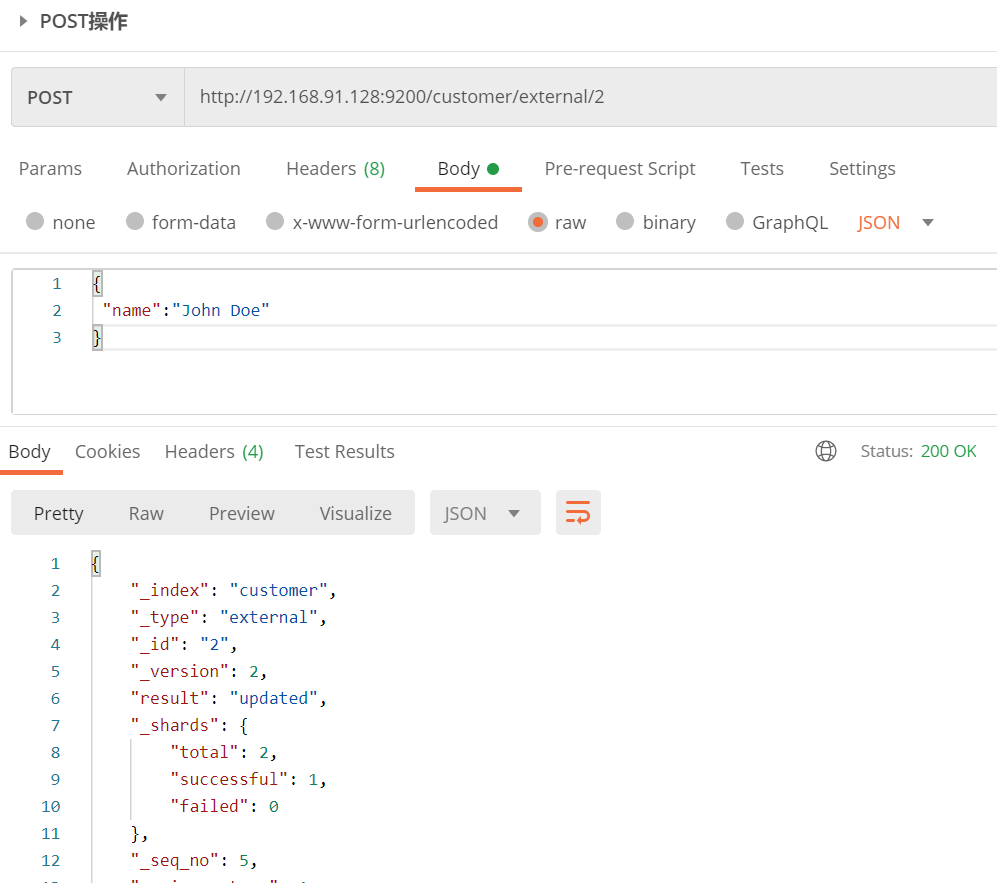 POST操作
POST http://192.168.91.128:9200/customer/external/2
Params Authorization Headers (8) Body Pre-request Script Tests Settings
none form-data x-www-form-urlencoded raw binary GraphQL JSON
1 {
2 "name":"John Doe"
3 }
Body Cookies Headers (4) Test Results Status: 200 OK
Pretty Raw Preview Visualize JSON
1 {
2 "_index": "customer",
3 "_type": "external",
4 "_id": "2",
5 "_version": 2,
6 "result": "updated",
7 "_shards": {
8 "total": 2,
9 "successful": 1,
10 "failed": 0
11 },
12 "_seq_no": 5,